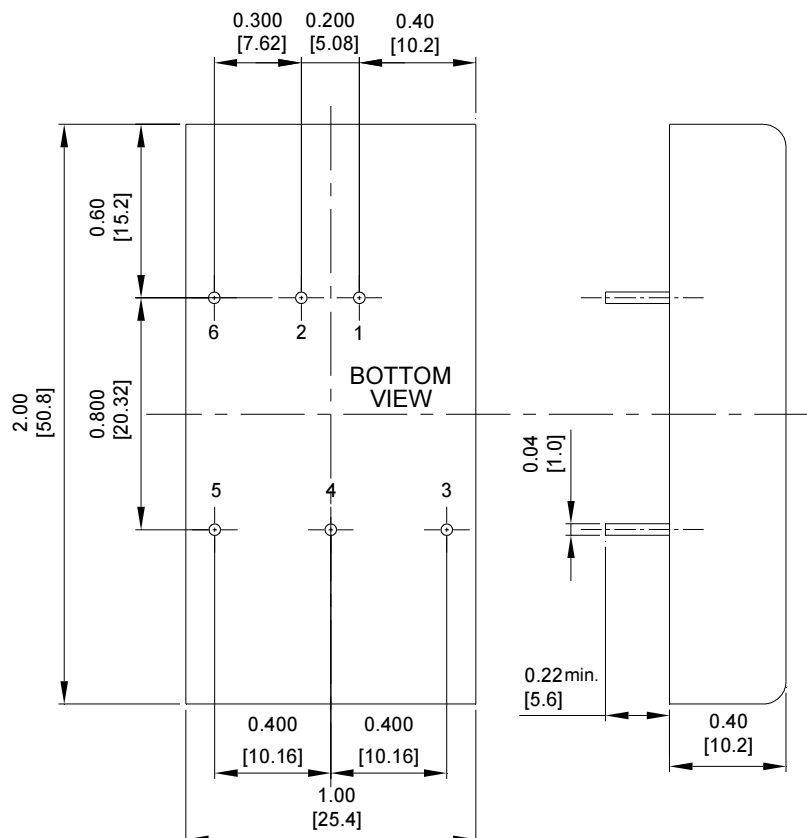 0.300 0.200 0.40
[7.62] [5.08] [10.2]
0.60
[15.2]
6 2 1
BOTTOM
VIEW
2.00
[50.8]
0.800
[20.32]
0.04
[1.0]
5 4 3
0.22 min.
[5.6]
0.400 0.400 0.40
[10.16] [10.16] [10.2]
1.00
[25.4]